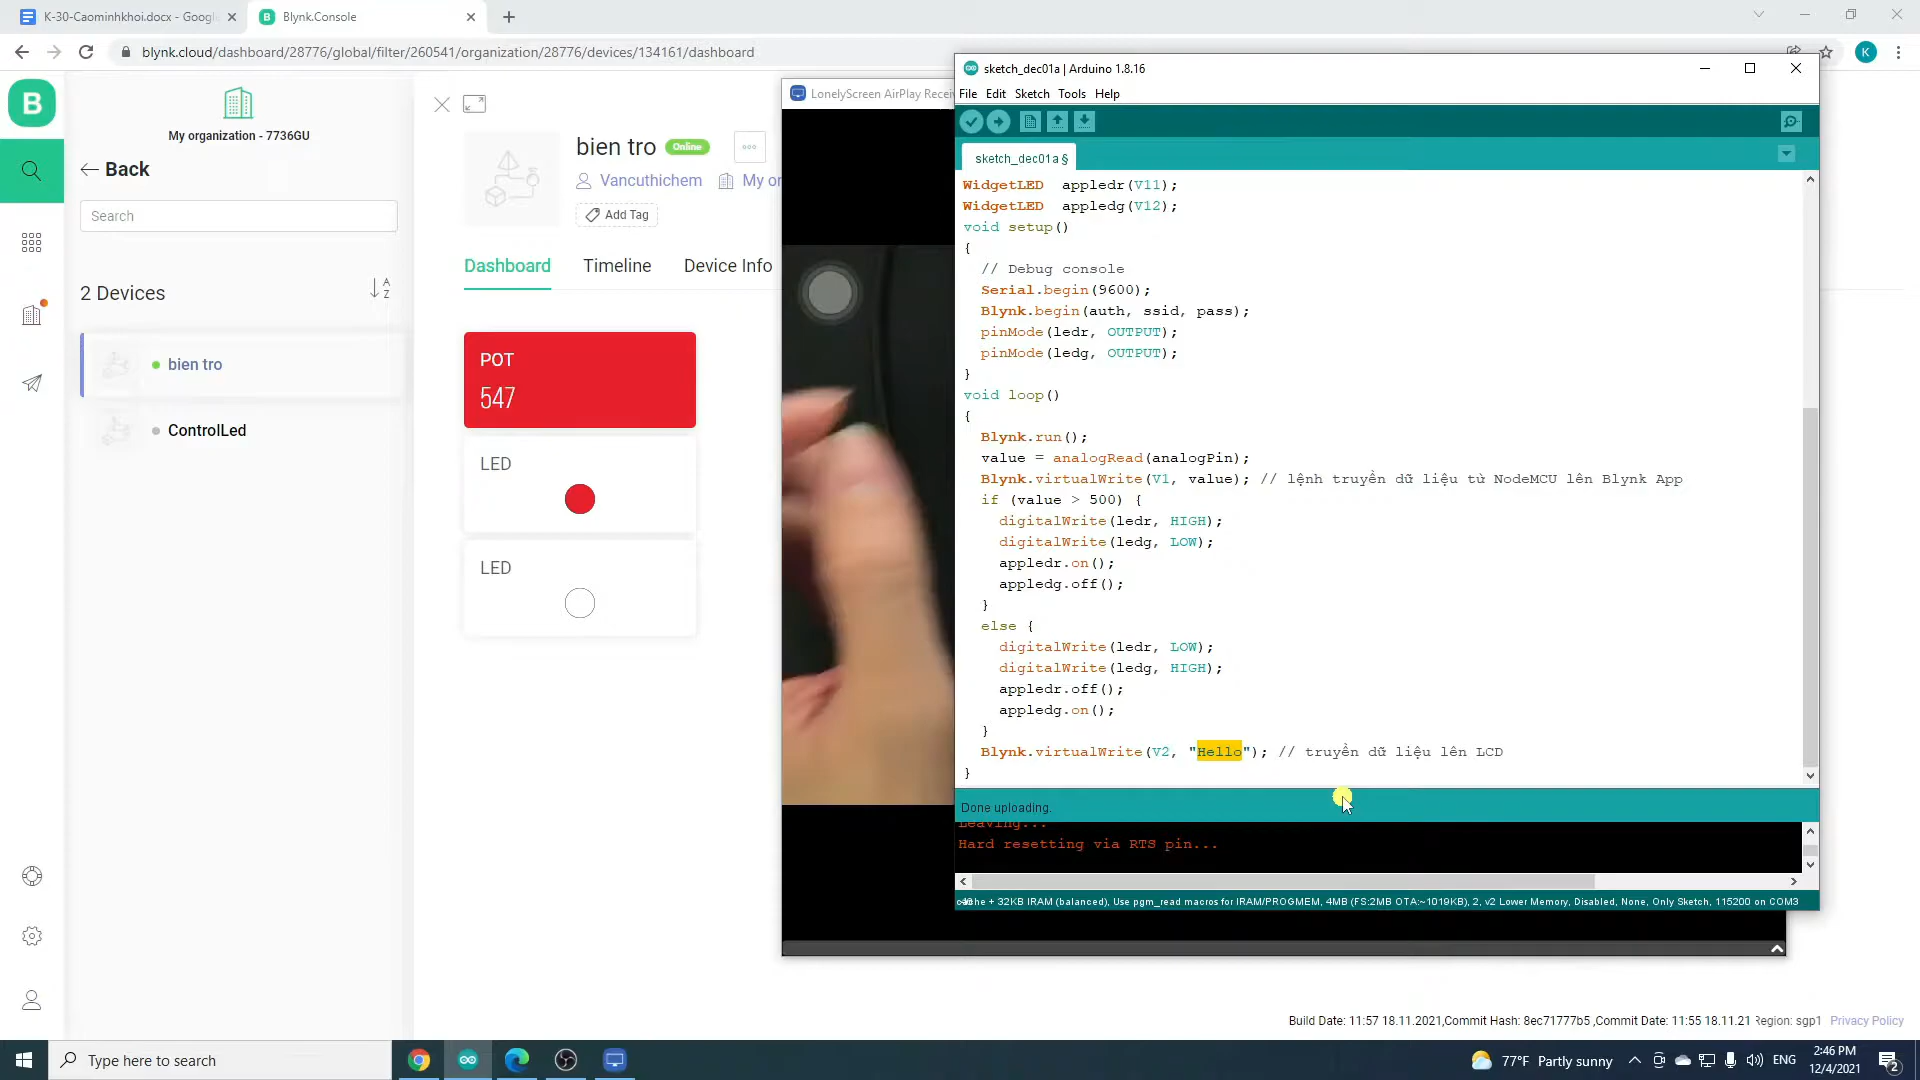 K-30-Caominhkhoi.docx - Googl
Blynk.Console
blynk.cloud/dashboard/28776/global/filter/260541/organization/28776/devices/134161/dashboard
K
B
My organization - 7736GU
Back
Search
2 Devices
A
Z
bien tro
ControlLed
bien tro
Online
Vancuthichem
My or
Add Tag
Dashboard
Timeline
Device Info
POT
547
LED
LED
LonelyScreen AirPlay Recei
sketch_dec01a | Arduino 1.8.16
File Edit Sketch Tools Help
sketch_dec01a §
WidgetLED appledr(V11);
WidgetLED appledg(V12);
void setup()
{
// Debug console
Serial.begin(9600);
Blynk.begin(auth, ssid, pass);
pinMode(ledr, OUTPUT);
pinMode(ledg, OUTPUT);
}
void loop()
{
Blynk.run();
value = analogRead(analogPin);
Blynk.virtualWrite(V1, value); // lệnh truyền dữ liệu từ NodeMCU lên Blynk App
if (value > 500) {
digitalWrite(ledr, HIGH);
digitalWrite(ledg, LOW);
appledr.on();
appledg.off();
}
else {
digitalWrite(ledr, LOW);
digitalWrite(ledg, HIGH);
appledr.off();
appledg.on();
}
Blynk.virtualWrite(V2, "Hello"); // truyền dữ liệu lên LCD
}
Done uploading.
Leaving...
Hard resetting via RTS pin...
che + 32KB IRAM (balanced), Use pgm_read macros for IRAM/PROGMEM, 4MB (FS:2MB OTA:~1019KB), 2, v2 Lower Memory, Disabled, None, Only Sketch, 115200 on COM3
Build Date: 11:57 18.11.2021,Commit Hash: 8ec71777b5 ,Commit Date: 11:55 18.11.21 Region: sgp1 Privacy Policy
Type here to search
77°F Partly sunny
ENG
2:46 PM
12/4/2021
2